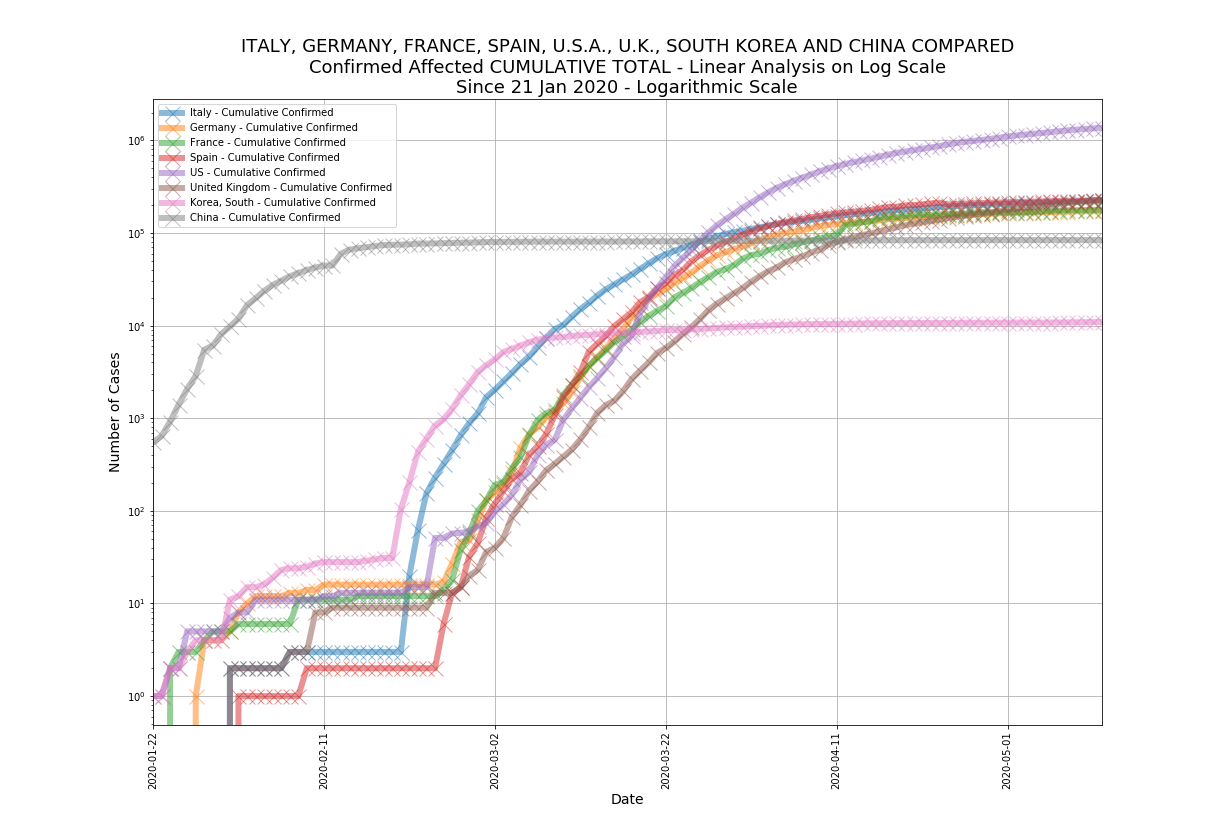 ITALY, GERMANY, FRANCE, SPAIN, U.S.A., U.K., SOUTH KOREA AND CHINA COMPARED
Confirmed Affected CUMULATIVE TOTAL - Linear Analysis on Log Scale
Since 21 Jan 2020 - Logarithmic Scale
Italy - Cumulative Confirmed
Germany - Cumulative Confirmed
France - Cumulative Confirmed
Spain - Cumulative Confirmed
US - Cumulative Confirmed
United Kingdom - Cumulative Confirmed
Korea, South - Cumulative Confirmed
China - Cumulative Confirmed
Number of Cases
10⁶
10⁵
10⁴
10³
10²
10¹
10⁰
2020-01-22
2020-02-11
2020-03-02
2020-03-22
2020-04-11
2020-05-01
Date